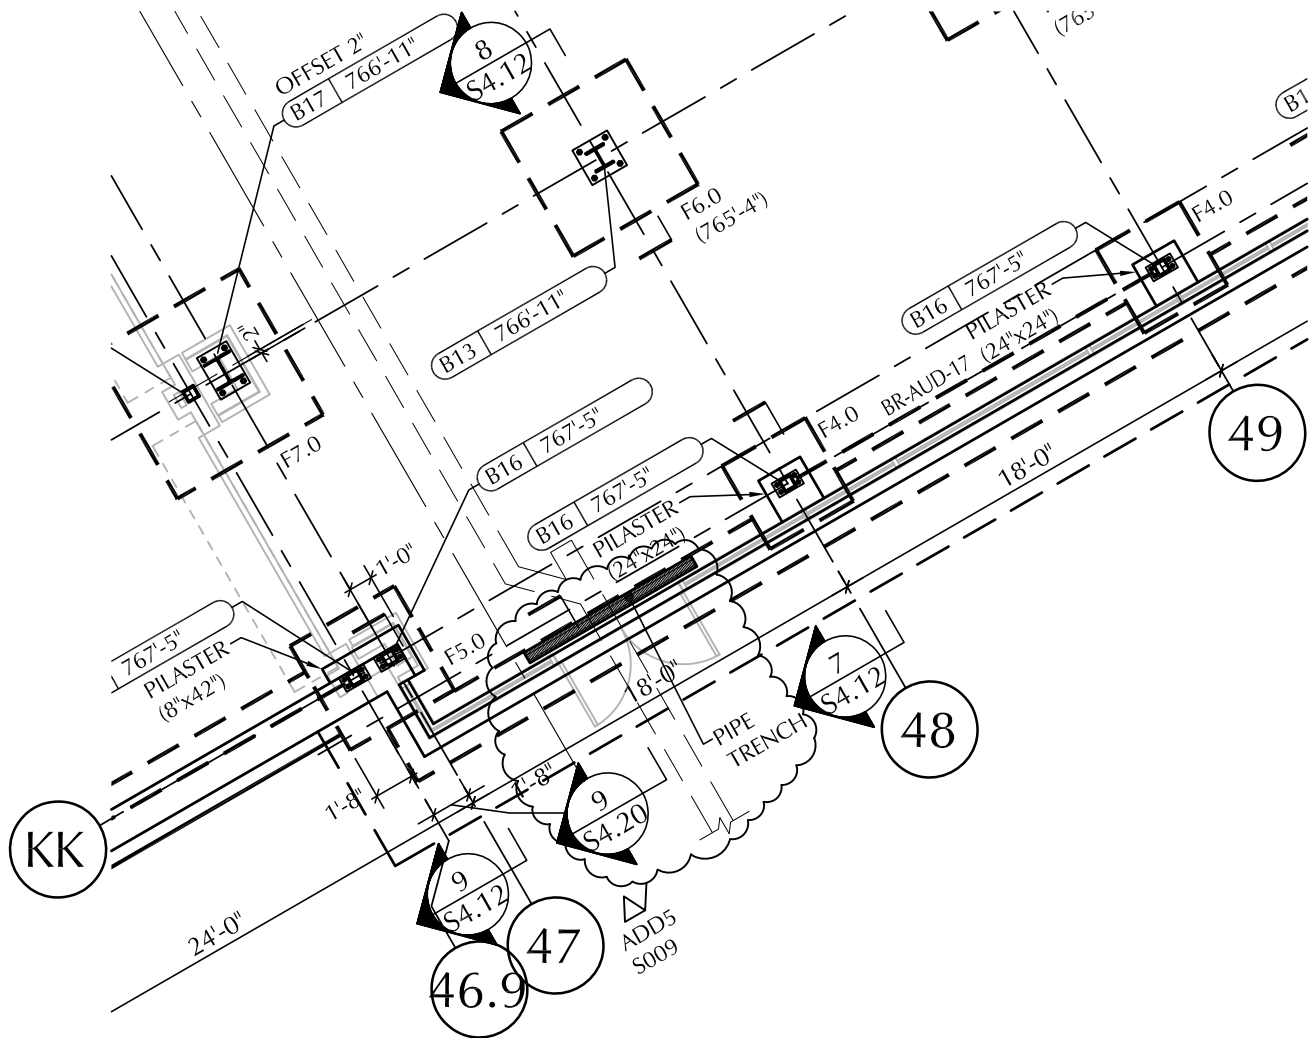 OFFSET 2"
B17 766'-11"
8
S4.12
(765'
B1
F6.0
(765'-4")
F4.0
B16 767'-5"
PILASTER
(24"x24")
B13 766'-11"
2"
F7.0
BR-AUD-17
F4.0
49
B16 767'-5"
18'-0"
B16 767'-5"
PILASTER
24"x24")
1'-0"
767'-5"
PILASTER
(8"x42")
F5.0
18'-0"
7
S4.12
48
PIPE
TRENCH
1'-8"
9
S4.20
KK
9
S4.12
24'-0"
47
46.9
ADD5
S009